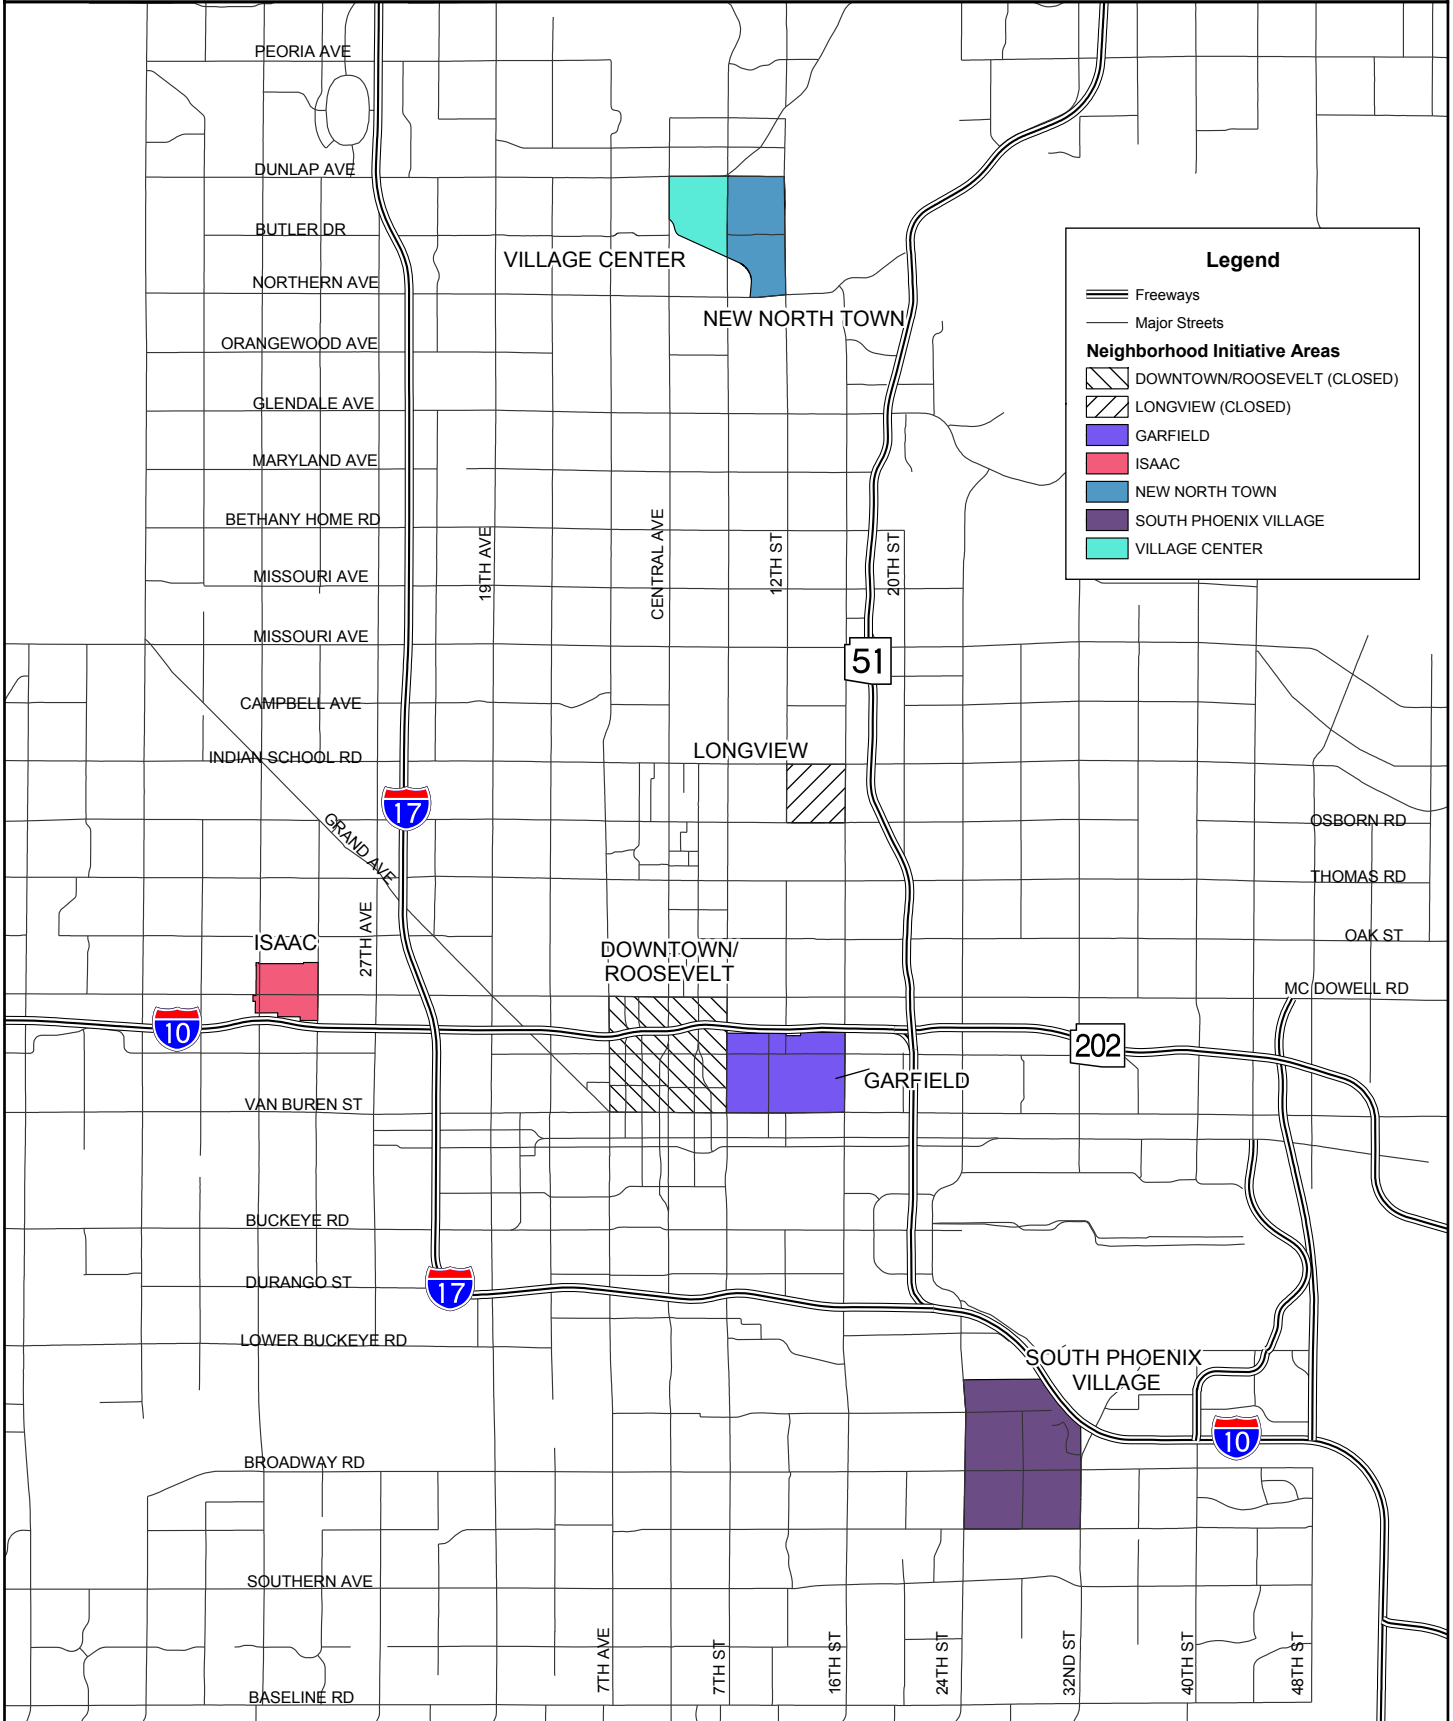 PEORIA AVE
DUNLAP AVE
BUTLER DR
VILLAGE CENTER
NORTHERN AVE
NEW NORTH TOWN
ORANGEWOOD AVE
GLENDALE AVE
MARYLAND AVE
BETHANY HOME RD
MISSOURI AVE
MISSOURI AVE
CAMPBELL AVE
INDIAN SCHOOL RD
Legend
Freeways
Major Streets
Neighborhood Initiative Areas
DOWNTOWN/ROOSEVELT (CLOSED)
LONGVIEW (CLOSED)
GARFIELD
ISAAC
NEW NORTH TOWN
SOUTH PHOENIX VILLAGE
VILLAGE CENTER
19TH AVE
CENTRAL AVE
12TH ST
20TH ST
51
LONGVIEW
17
GRAND AVE
OSBORN RD
THOMAS RD
27TH AVE
ISAAC
DOWNTOWN/
ROOSEVELT
OAK ST
MC DOWELL RD
10
202
GARFIELD
VAN BUREN ST
BUCKEYE RD
DURANGO ST
17
LOWER BUCKEYE RD
SOUTH PHOENIX
VILLAGE
10
BROADWAY RD
SOUTHERN AVE
7TH AVE
7TH ST
16TH ST
24TH ST
32ND ST
40TH ST
48TH ST
BASELINE RD